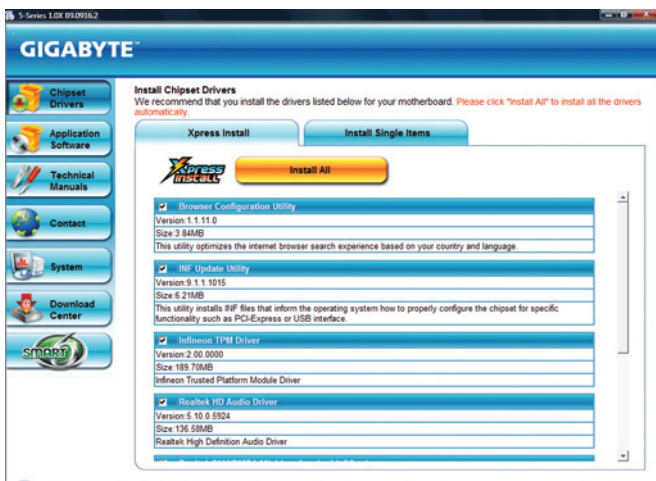 5-Series 1.0X B9.0916.2
GIGABYTE™
Chipset
Drivers
Application
Software
Technical
Manuals
Contact
System
Download
Center
SMART
Install Chipset Drivers
We recommend that you install the drivers listed below for your motherboard. Please click "Install All" to install all the drivers
automatically.
Xpress Install
Install Single Items
Xpress
INSTALL
Install All
Browser Configuration Utility
Version:1.1.11.0
Size:3.84MB
This utility optimizes the internet browser search experience based on your country and language.
INF Update Utility
Version:9.1.1.1015
Size:6.21MB
This utility installs INF files that inform the operating system how to properly configure the chipset for specific
functionality such as PCI-Express or USB interface.
Infineon TPM Driver
Version:2.00.0000
Size:189.70MB
Infineon Trusted Platform Module Driver
Realtek HD Audio Driver
Version:5.10.0.5924
Size:136.58MB
Realtek High Definition Audio Driver